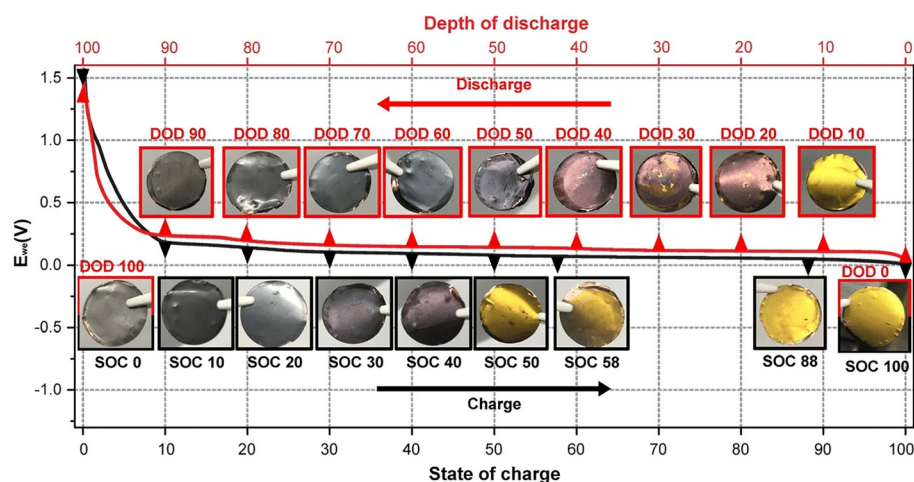 Depth of discharge
100 90 80 70 60 50 40 30 20 10 0
1.5
Discharge
1.0
DOD 90 DOD 80 DOD 70 DOD 60 DOD 50 DOD 40 DOD 30 DOD 20 DOD 10
0.5
Ewe(V)
0.0
DOD 100 DOD 0
-0.5
SOC 0 SOC 10 SOC 20 SOC 30 SOC 40 SOC 50 SOC 58 SOC 88 SOC 100
-1.0
Charge
0 10 20 30 40 50 60 70 80 90 100
State of charge